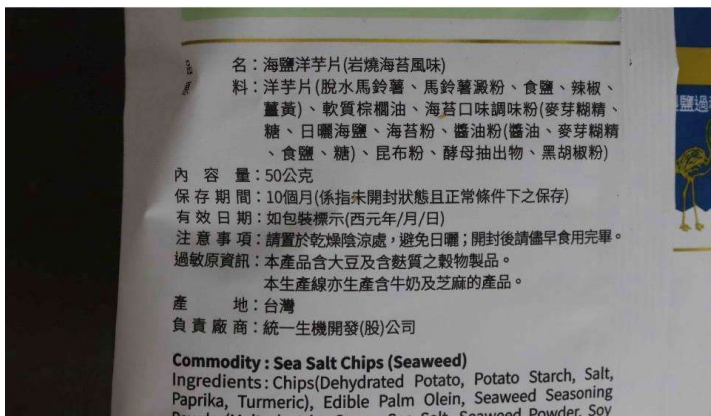 名：海鹽洋芋片(岩燒海苔風味)
料：洋芋片(脫水馬鈴薯、馬鈴薯澱粉、食鹽、辣椒、
薑黃)、軟質棕櫚油、海苔口味調味粉(麥芽糊精、
糖、日曬海鹽、海苔粉、醬油粉(醬油、麥芽糊精
、食鹽、糖)、昆布粉、酵母抽出物、黑胡椒粉)
內容量：50公克
保存期間：10個月(係指未開封狀態且正常條件下之保存)
有效日期：如包裝標示(西元年/月/日)
注意事項：請置於乾燥陰涼處，避免日曬；開封後請儘早食用完畢。
過敏原資訊：本產品含大豆及含麩質之穀物製品。
本生產線亦生產含牛奶及芝麻的產品。
產地：台灣
負責廠商：統一生機開發(股)公司
Commodity : Sea Salt Chips (Seaweed)
Ingredients : Chips(Dehydrated Potato, Potato Starch, Salt,
Paprika, Turmeric), Edible Palm Olein, Seaweed Seasoning
Sea Salt, Seaweed Powder, Soy
鹽過